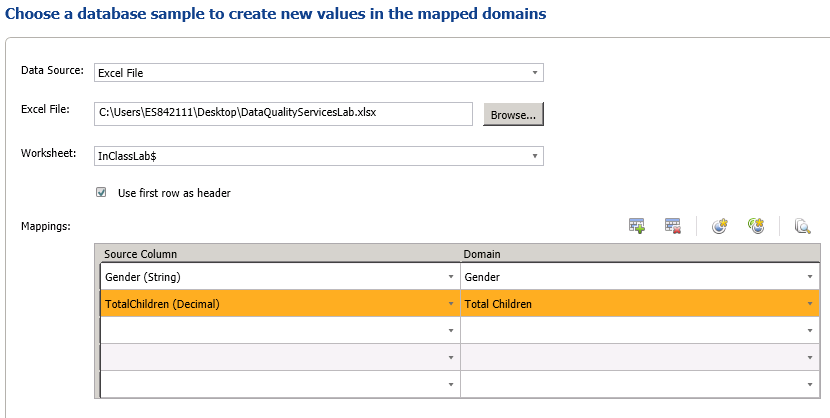 Choose a database sample to create new values in the mapped domains
Data Source: Excel File
Excel File: C:\Users\ES842111\Desktop\DataQualityServicesLab.xlsx Browse...
Worksheet: InClassLab$
Use first row as header
Mappings:
Source Column Domain
Gender (String) Gender
TotalChildren (Decimal) Total Children